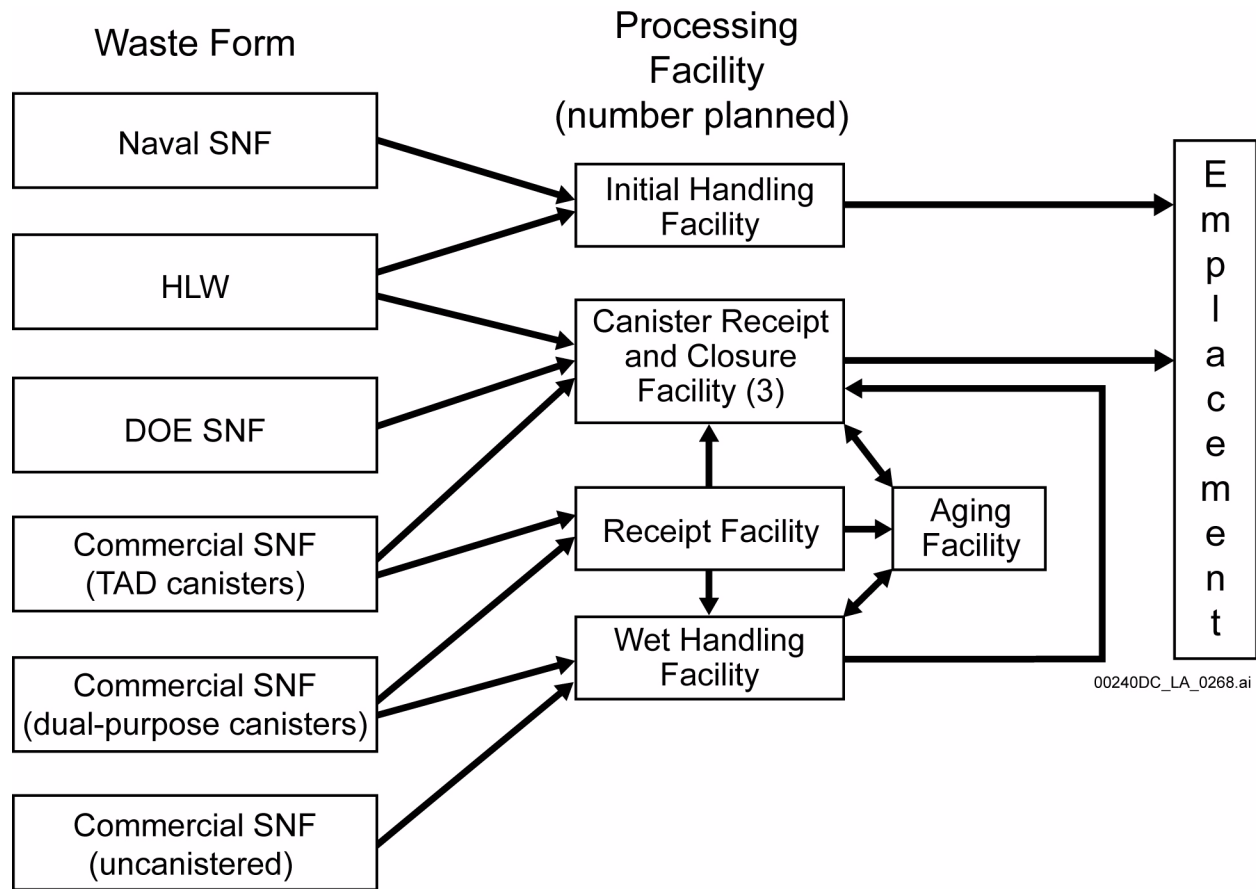 Waste Form
Processing
Facility
(number planned)
Naval SNF
HLW
DOE SNF
Commercial SNF
(TAD canisters)
Commercial SNF
(dual-purpose canisters)
Commercial SNF
(uncanistered)
Initial Handling
Facility
Canister Receipt
and Closure
Facility (3)
Receipt Facility
Aging
Facility
Wet Handling
Facility
Emplacement
00240DC_LA_0268.ai